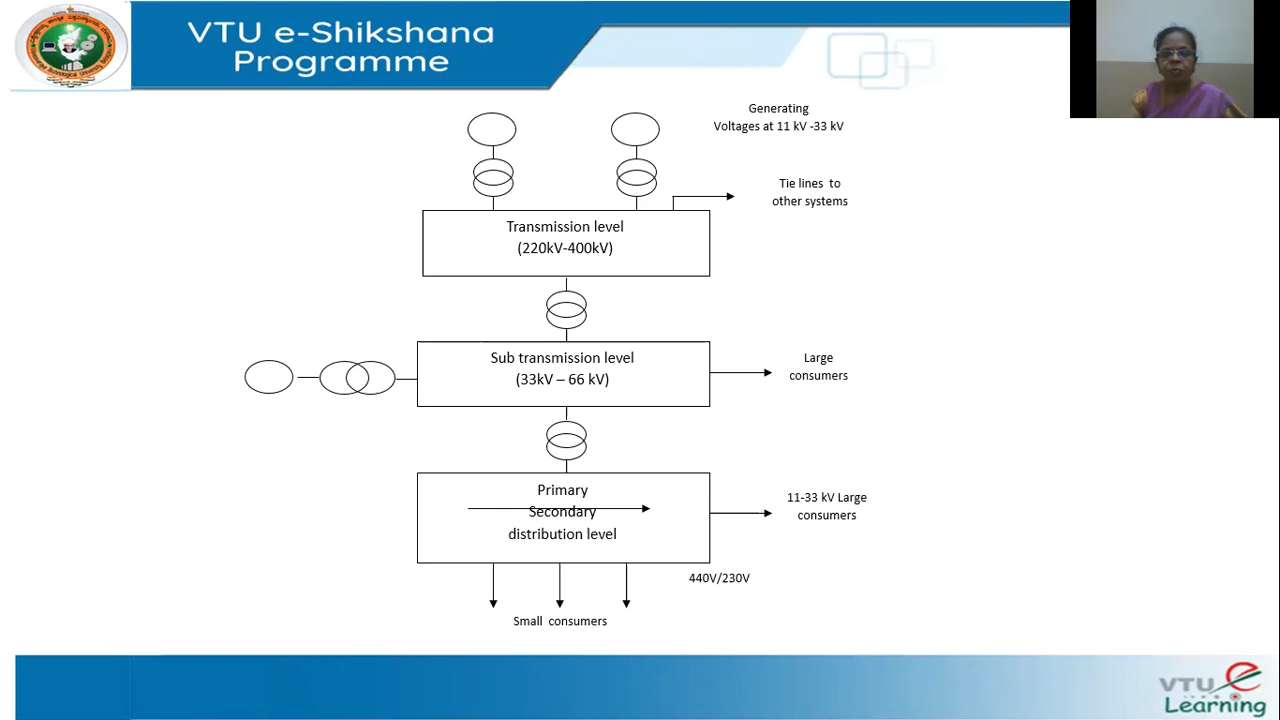 VTU e-Shikshana
Programme
Generating
Voltages at 11 kV -33 kV
Tie lines to
other systems
Transmission level
(220kV-400kV)
Sub transmission level
(33kV – 66 kV)
Large
consumers
Primary
Secondary
distribution level
11-33 kV Large
consumers
440V/230V
Small consumers
VTU e
Learning